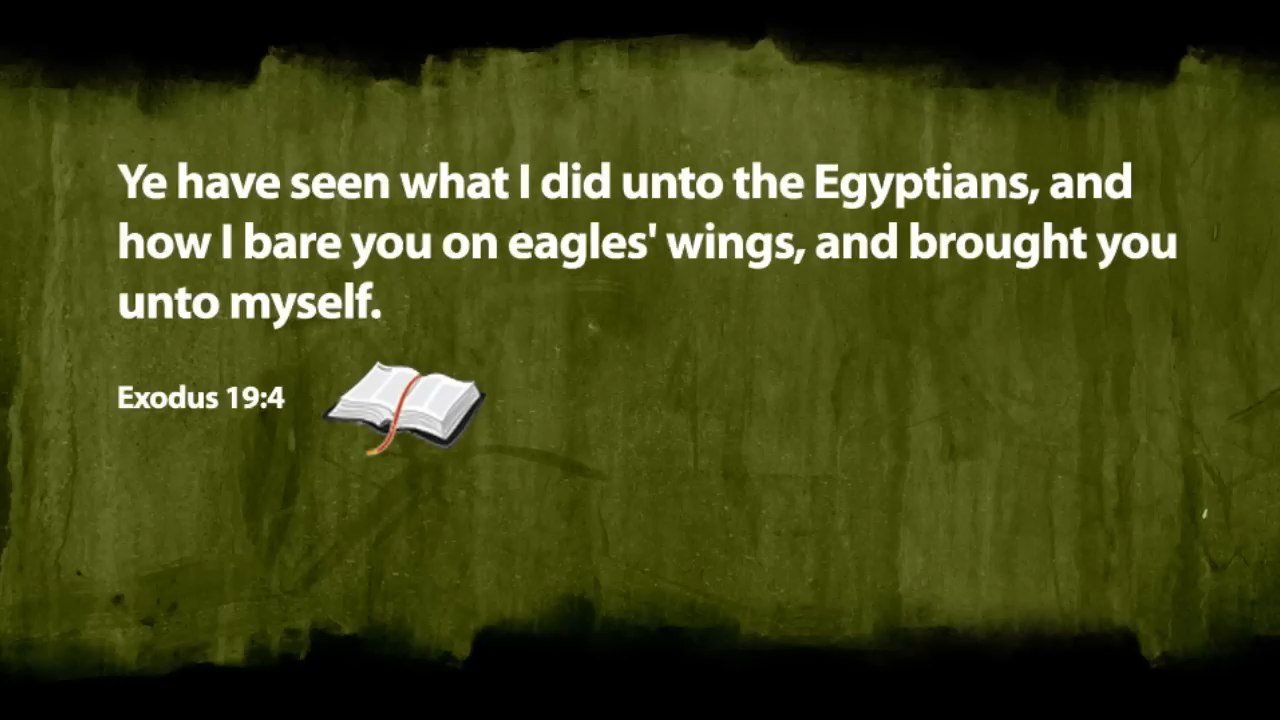 Ye have seen what I did unto the Egyptians, and
how I bare you on eagles' wings, and brought you
unto myself.
Exodus 19:4